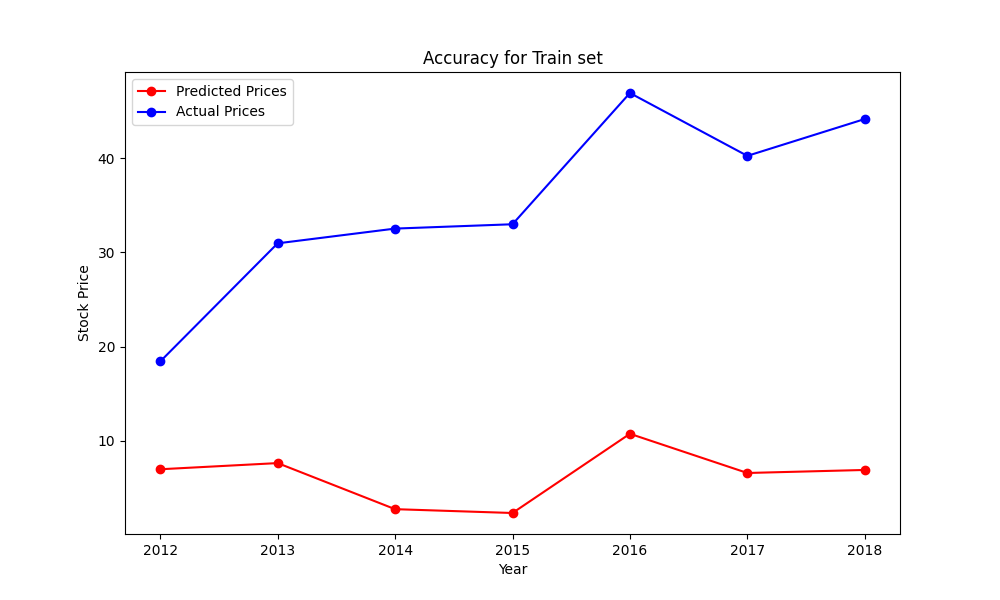 Accuracy for Train set
Predicted Prices
Actual Prices
40
30
20
10
Stock Price
2012 2013 2014 2015 2016 2017 2018
Year